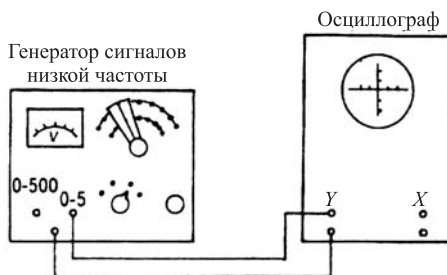 Осциллограф
Генератор сигналов
низкой частоты
V
0-500
0-5
Y
X